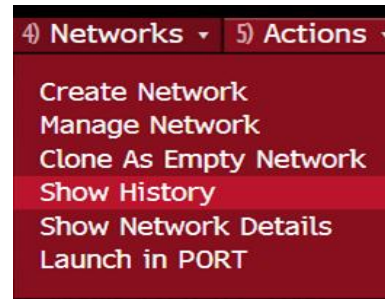 4) Networks 5) Actions
Create Network
Manage Network
Clone As Empty Network
Show History
Show Network Details
Launch in PORT